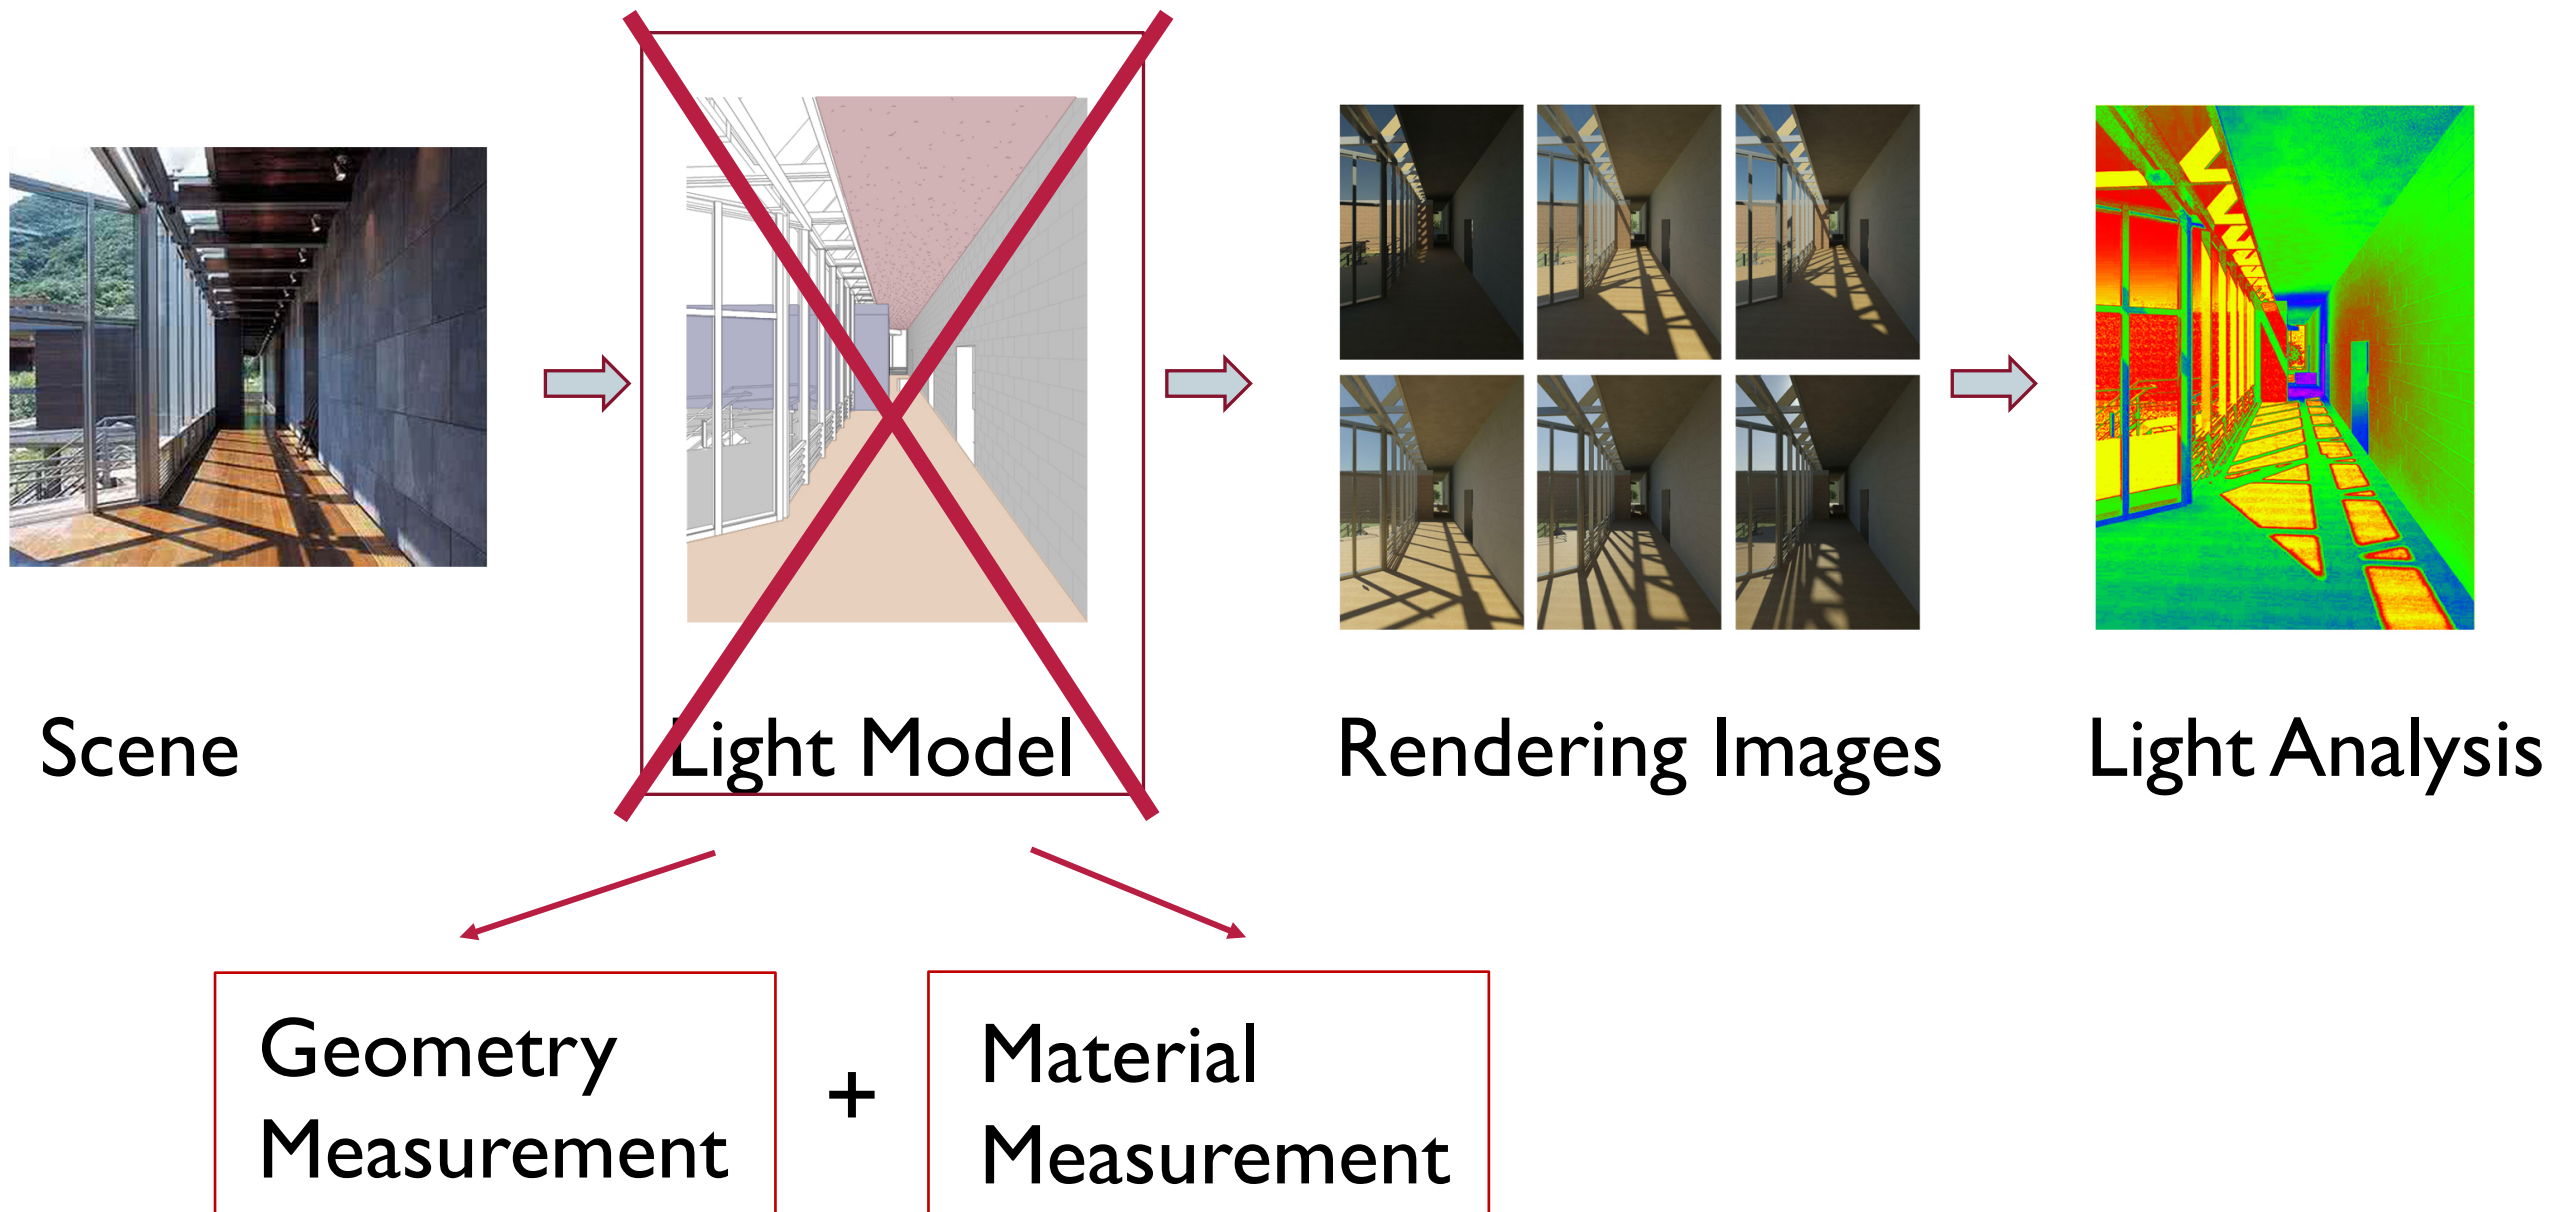 Scene
Light Model
Rendering Images
Light Analysis
Geometry
Measurement
+
Material
Measurement